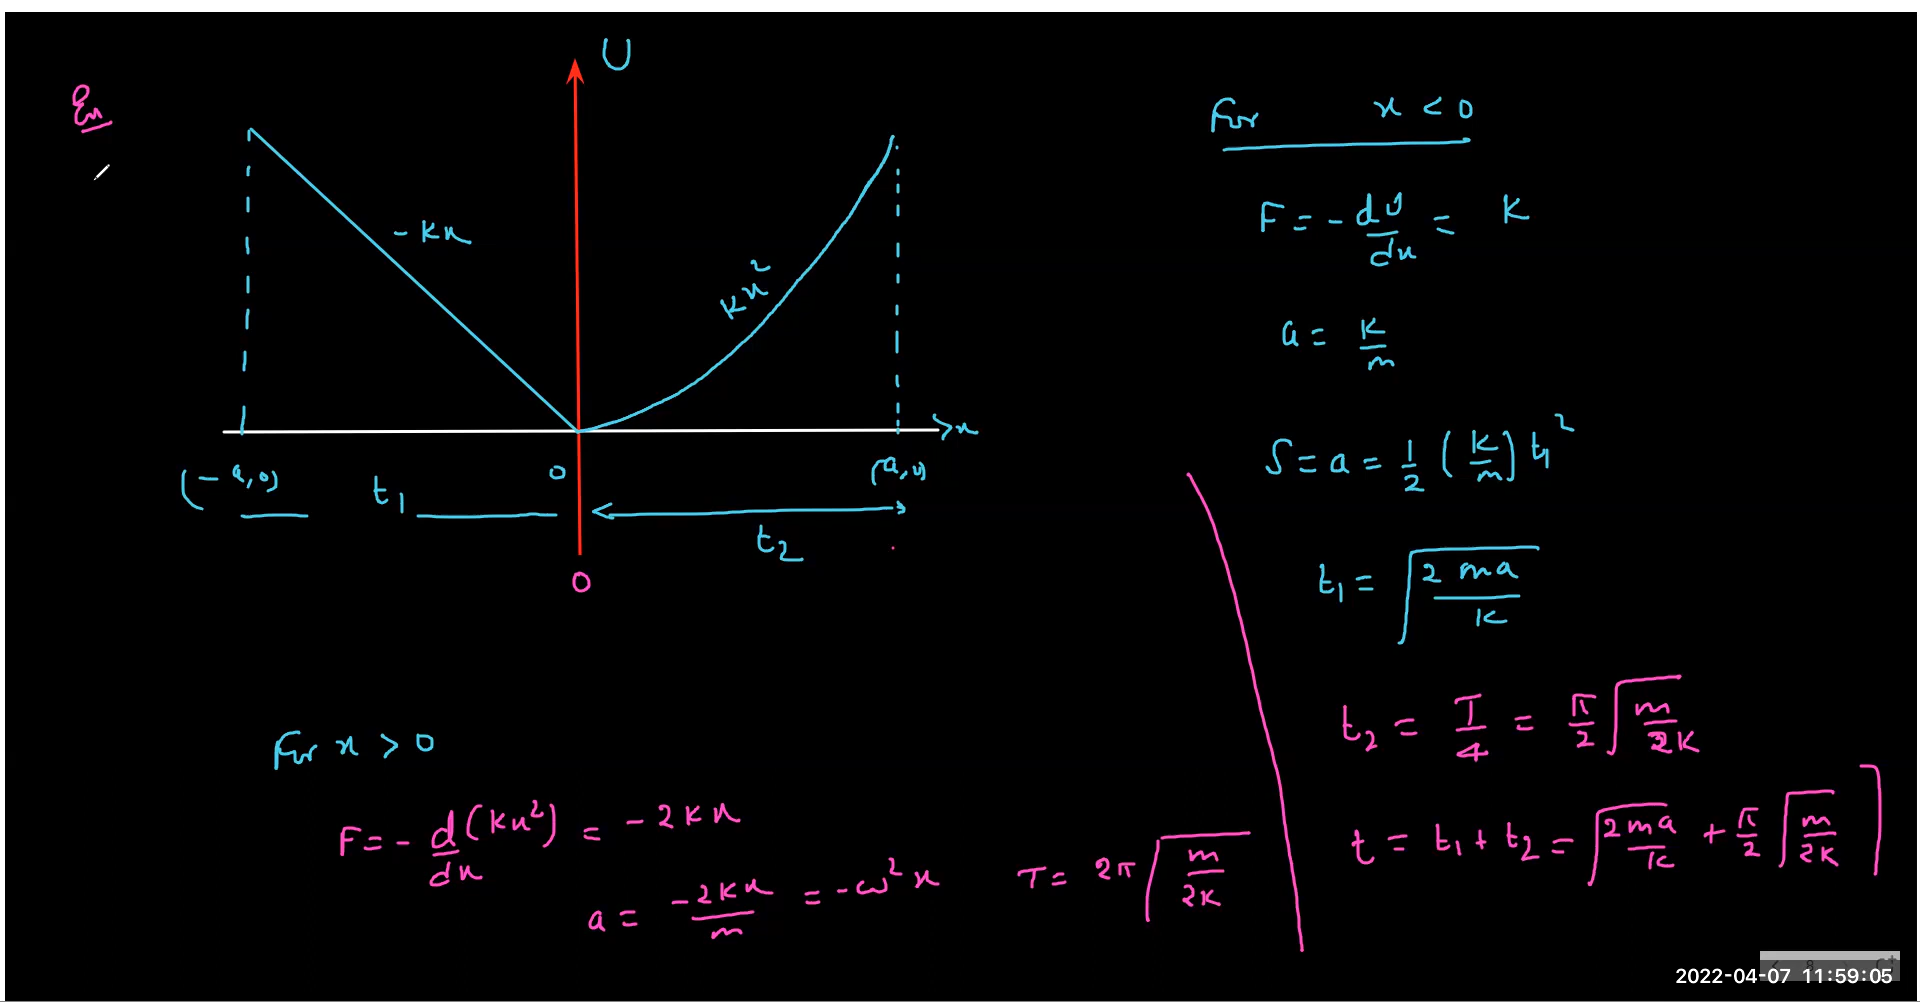 Ex
U
-kx
kx²
x
(-a,0)
t₁
0
(a,0)
t₂
0
For x < 0
F = -dU/dx = k
a = k/m
S = a = 1/2 (k/m) t₁²
t₁ = √(2ma/k)
t₂ = T/4 = π/2 √(m/2k)
t = t₁ + t₂ = √(2ma/k) + π/2 √(m/2k) ]
For x > 0
F = -d/dx (kx²) = -2kx
a = -2kx/m = -ω²x
T = 2π √(m/2k)
2022-04-07 11:59:05